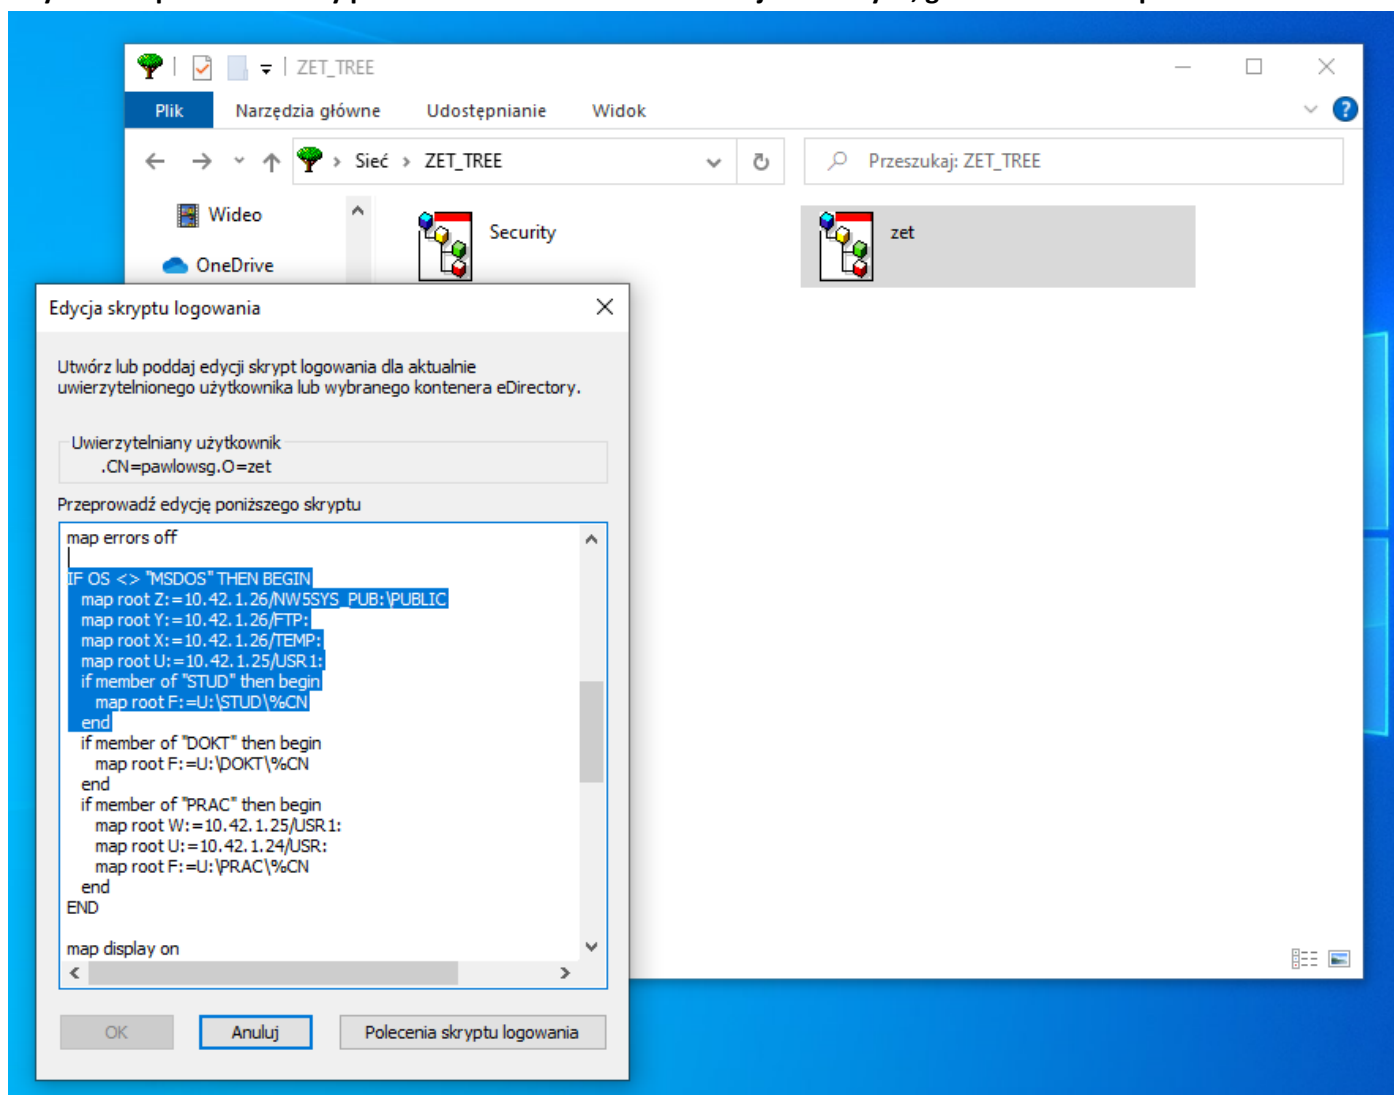 ZET_TREE
Plik Narzędzia główne Udostępnianie Widok
Sieć ZET_TREE
Przeszukaj: ZET_TREE
Wideo
OneDrive
Security
zet
Edycja skryptu logowania
Utwórz lub poddaj edycji skrypt logowania dla aktualnie
uwierzytelnionego użytkownika lub wybranego kontenera eDirectory.
Uwierzytelniany użytkownik
.CN=pawlowsg.O=zet
Przeprowadź edycję poniższego skryptu
map errors off
IF OS <> "MSDOS" THEN BEGIN
map root Z:=10.42.1.26/NW5SYS_PUB:\PUBLIC
map root Y:=10.42.1.26/FTP:
map root X:=10.42.1.26/TEMP:
map root U:=10.42.1.25/USR1:
if member of "STUD" then begin
map root F:=U:\STUD\%CN
end
if member of "DOKT" then begin
map root F:=U:\DOKT\%CN
end
if member of "PRAC" then begin
map root W:=10.42.1.25/USR1:
map root U:=10.42.1.24/USR:
map root F:=U:\PRAC\%CN
end
END
map display on
OK Anuluj Polecenia skryptu logowania